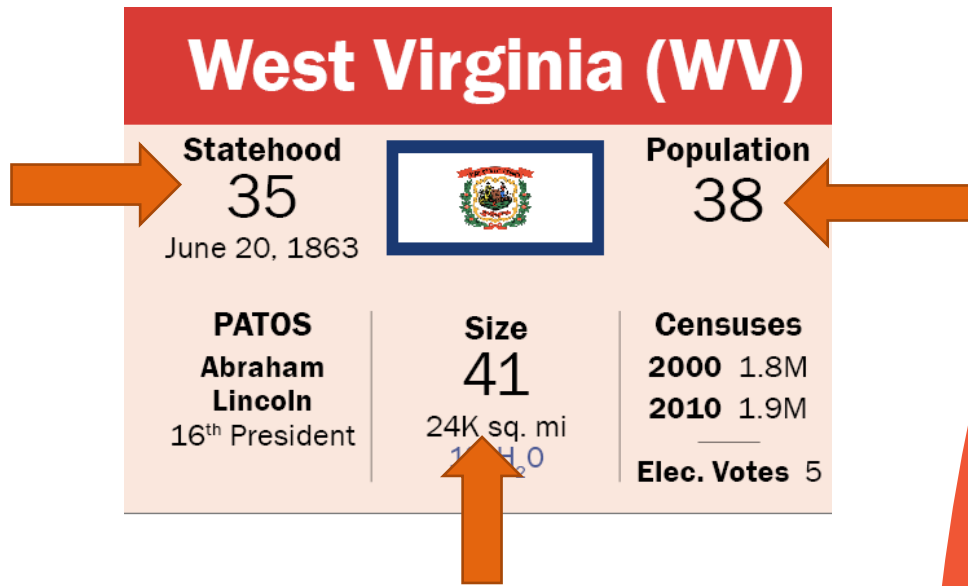 West Virginia (WV)
Statehood
35
June 20, 1863
Population
38
PATOS
Abraham
Lincoln
16th President
Size
41
24K sq. mi
H₂O
Censuses
2000 1.8M
2010 1.9M
Elec. Votes 5